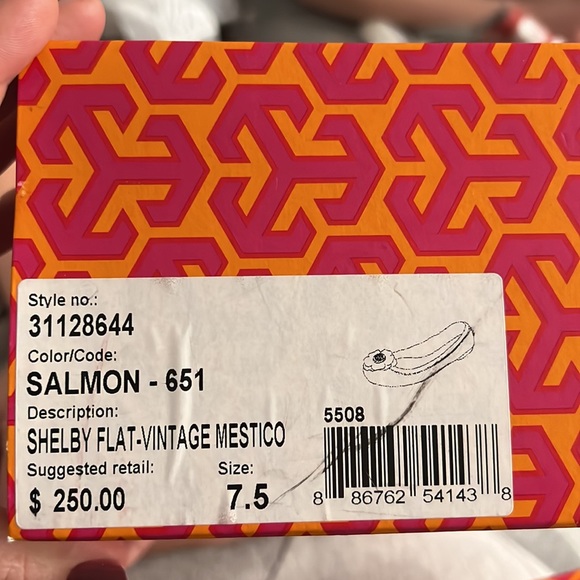 Style no.:
31128644
Color/Code:
SALMON - 651
Description:
SHELBY FLAT-VINTAGE MESTICO
Suggested retail: Size:
$ 250.00 7.5
5508
8 86762 54143 8